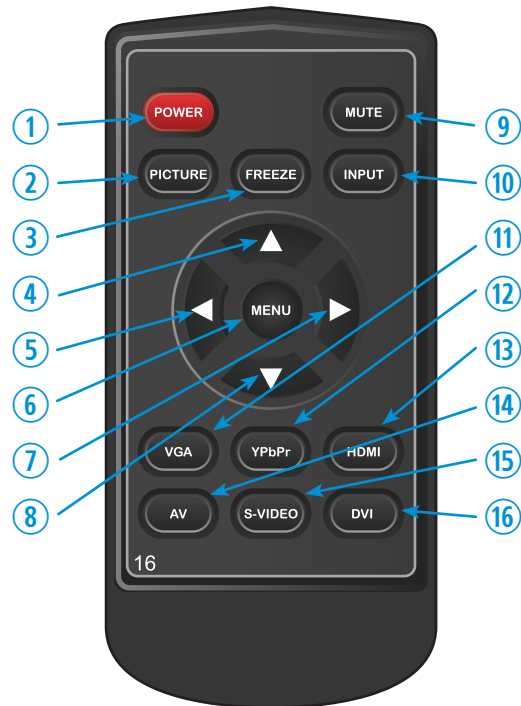 POWER MUTE
① ⑨
PICTURE FREEZE INPUT
② ⑩
③ ⑪
④ ⑫
MENU
⑤ ⑬
⑥ ⑭
VGA YPbPr HDMI
⑦ ⑮
AV S-VIDEO DVI
⑧ ⑯
16